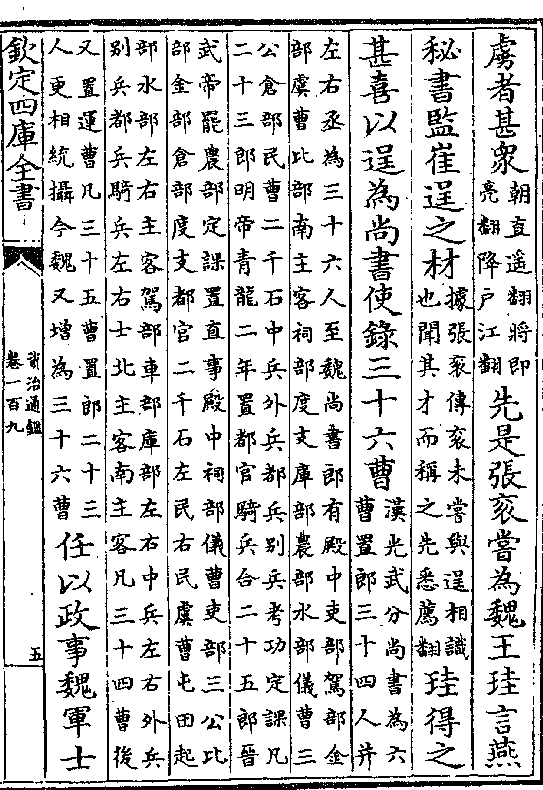 虜者甚衆朝直遥翻將即
亮翻降戶江翻先是張衮嘗為魏王珪言燕
秘書監崔逞之材據張衮傳衮未嘗與逞相識
也聞其才而稱之先悉薦翻珪得之
甚喜以逞為尚書使錄三十六曹漢光武分尚書為六
曹置郎三十四人并
左右丞為三十六人至魏尚書郎有殿中吏部駕部金
部虞曹比部南主客祠部度支庫部農部水部儀曹三
公倉部民曹二千石中兵外兵都兵别兵考功定課凡
二十三郎明帝青龍二年置都官騎兵合二十五郎晉
武帝罷農部定課置直事殿中祠部儀曹吏部三公比
部金部倉部度支都官二千石左民右民虞曹屯田起
部水部左右主客駕部車部庫部左右中兵左右外兵
别兵都兵騎兵左右士北主客南主客凡三十四曹後
又置運曹凡三十五曹置郎二十三
人更相統攝今魏又增為三十六曹任以政事魏軍士
欽定四庫全書
資治通鑑
卷一百九
五